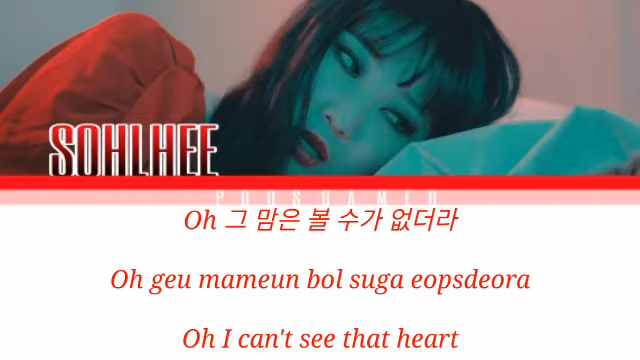 SOHLHEE
Oh 그 맘은 볼 수가 없더라
Oh geu mameun bol suga eopsdeora
Oh I can't see that heart